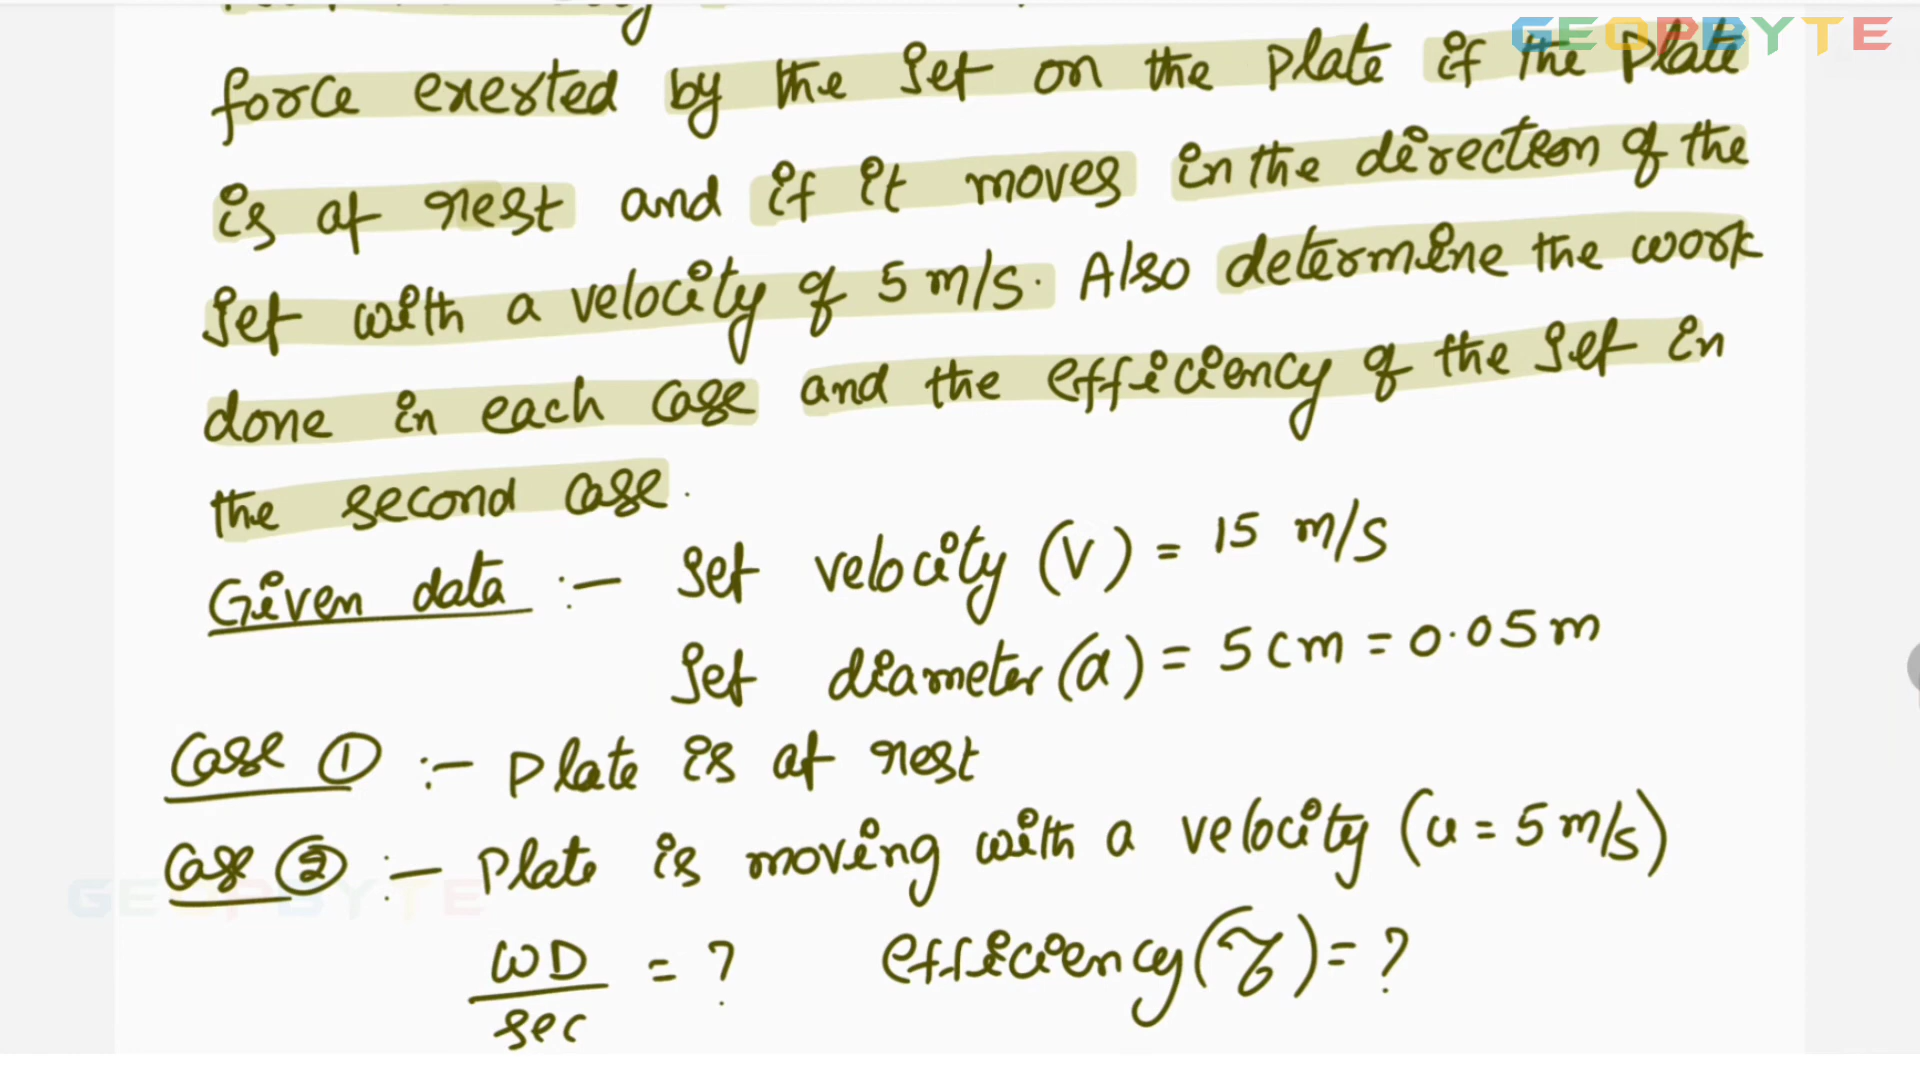 GEOPBYTE
force exerted by the Jet on the plate if the plate
is at rest and if it moves in the direction of the
Jet with a velocity of 5 m/s. Also determine the work
done in each case and the efficiency of the Jet in
the second case.
Given data :- Jet velocity (V) = 15 m/s
Jet diameter (d) = 5 cm = 0.05 m
Case ① :- plate is at rest
Case ② :- plate is moving with a velocity (u = 5 m/s)
GEOPBYTE
WD/sec = ? efficiency (η) = ?